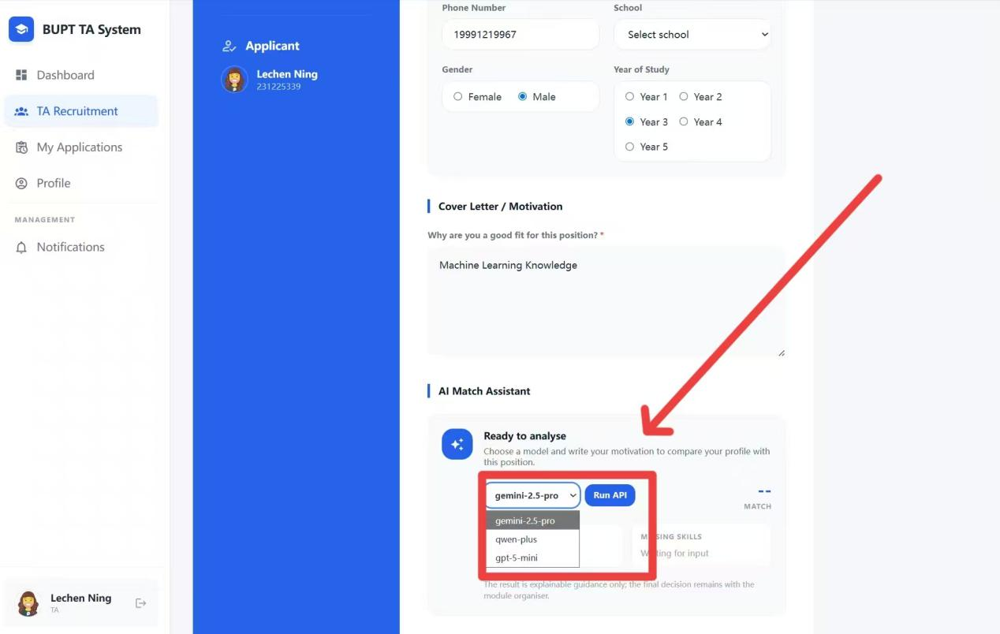 BUPT TA System
Dashboard
TA Recruitment
My Applications
Profile
MANAGEMENT
Notifications
Lechen Ning
TA
Applicant
Lechen Ning
231225339
Phone Number
19991219967
School
Select school
Gender
Female
Male
Year of Study
Year 1
Year 2
Year 3
Year 4
Year 5
Cover Letter / Motivation
Why are you a good fit for this position? *
Machine Learning Knowledge
AI Match Assistant
Ready to analyse
Choose a model and write your motivation to compare your profile with
this position.
gemini-2.5-pro
Run API
gemini-2.5-pro
qwen-plus
gpt-5-mini
--
MATCH
SKILLS
for input
The result is explainable guidance only; the final decision remains with the
module organiser.